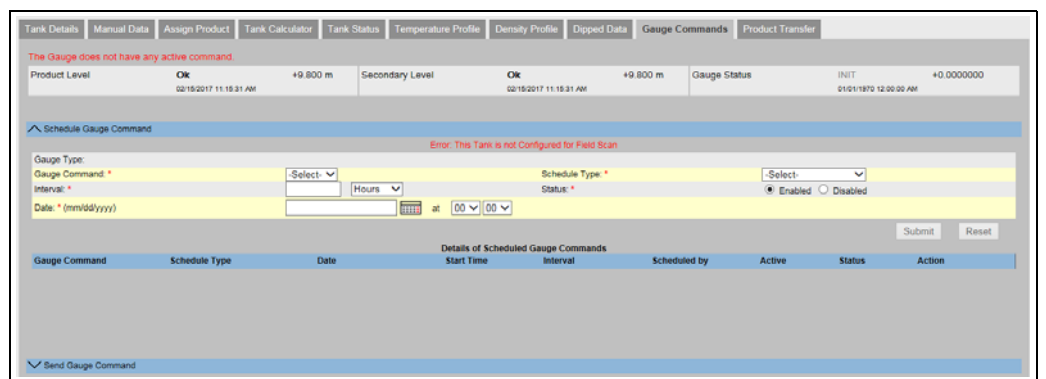 Tank Details Manual Data Assign Product Tank Calculator Tank Status Temperature Profile Density Profile Dipped Data Gauge Commands Product Transfer
The Gauge does not have any active command.
Product Level Ok +9.800 m Secondary Level Ok +9.800 m Gauge Status INIT +0.0000000
02/15/2017 11:15:31 AM 02/15/2017 11:15:31 AM 01/01/1970 12:00:00 AM
Schedule Gauge Command
Error: This Tank is not Configured for Field Scan
Gauge Type:
Gauge Command: * -Select- Schedule Type: * -Select-
Interval: * Hours Status: * Enabled Disabled
Date: * (mm/dd/yyyy) at 00 00
Submit Reset
Details of Scheduled Gauge Commands
Gauge Command Schedule Type Date Start Time Interval Scheduled by Active Status Action
Send Gauge Command